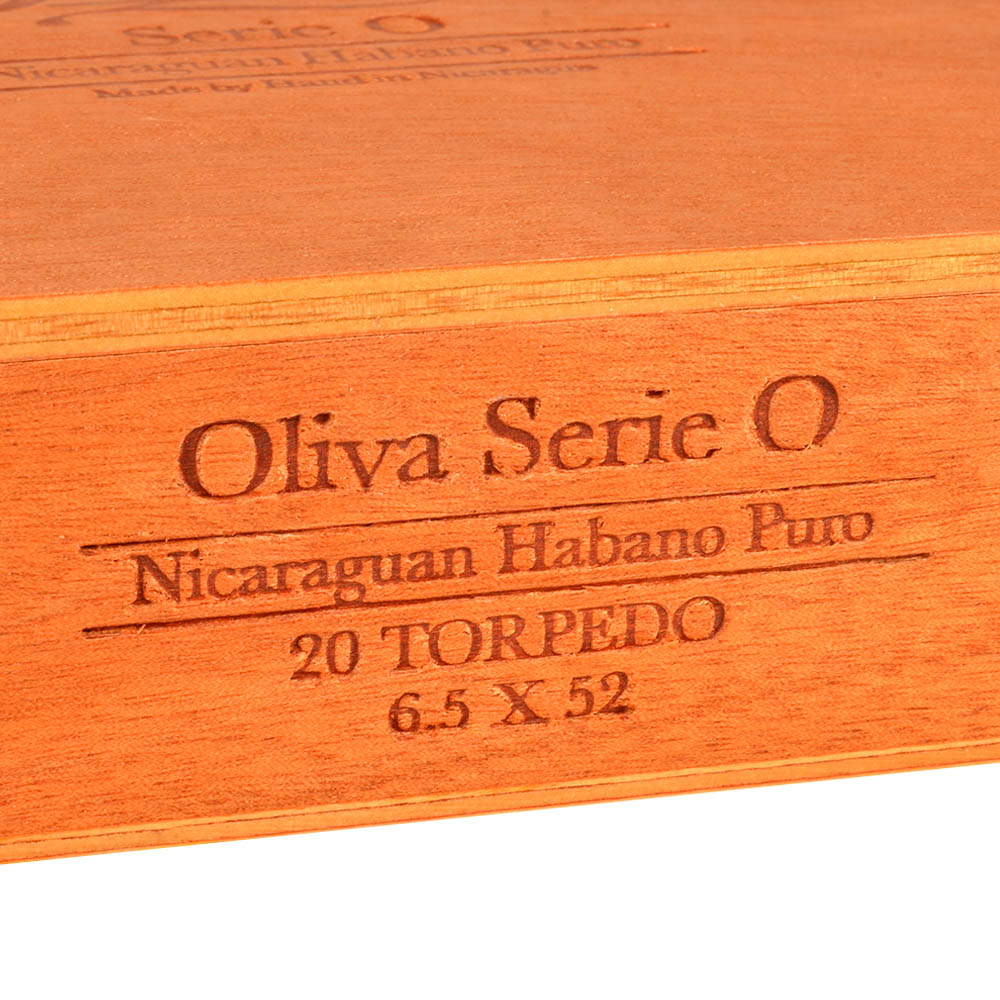 Serie O
Nicaraguan Habano Puro
Made by Hand in Nicaragua
Oliva Serie O
Nicaraguan Habano Puro
20 TORPEDO
6.5 X 52